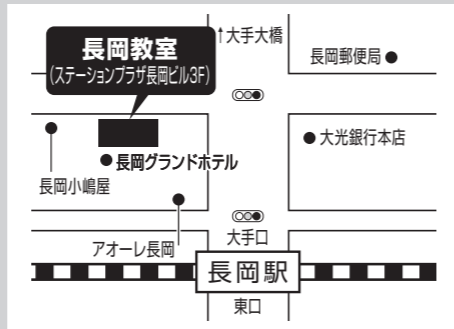 ↑大手大橋
長岡教室
(ステーションプラザ長岡ビル3F)
長岡郵便局
大光銀行本店
長岡グランドホテル
長岡小嶋屋
アオーレ長岡
大手口
長岡駅
東口